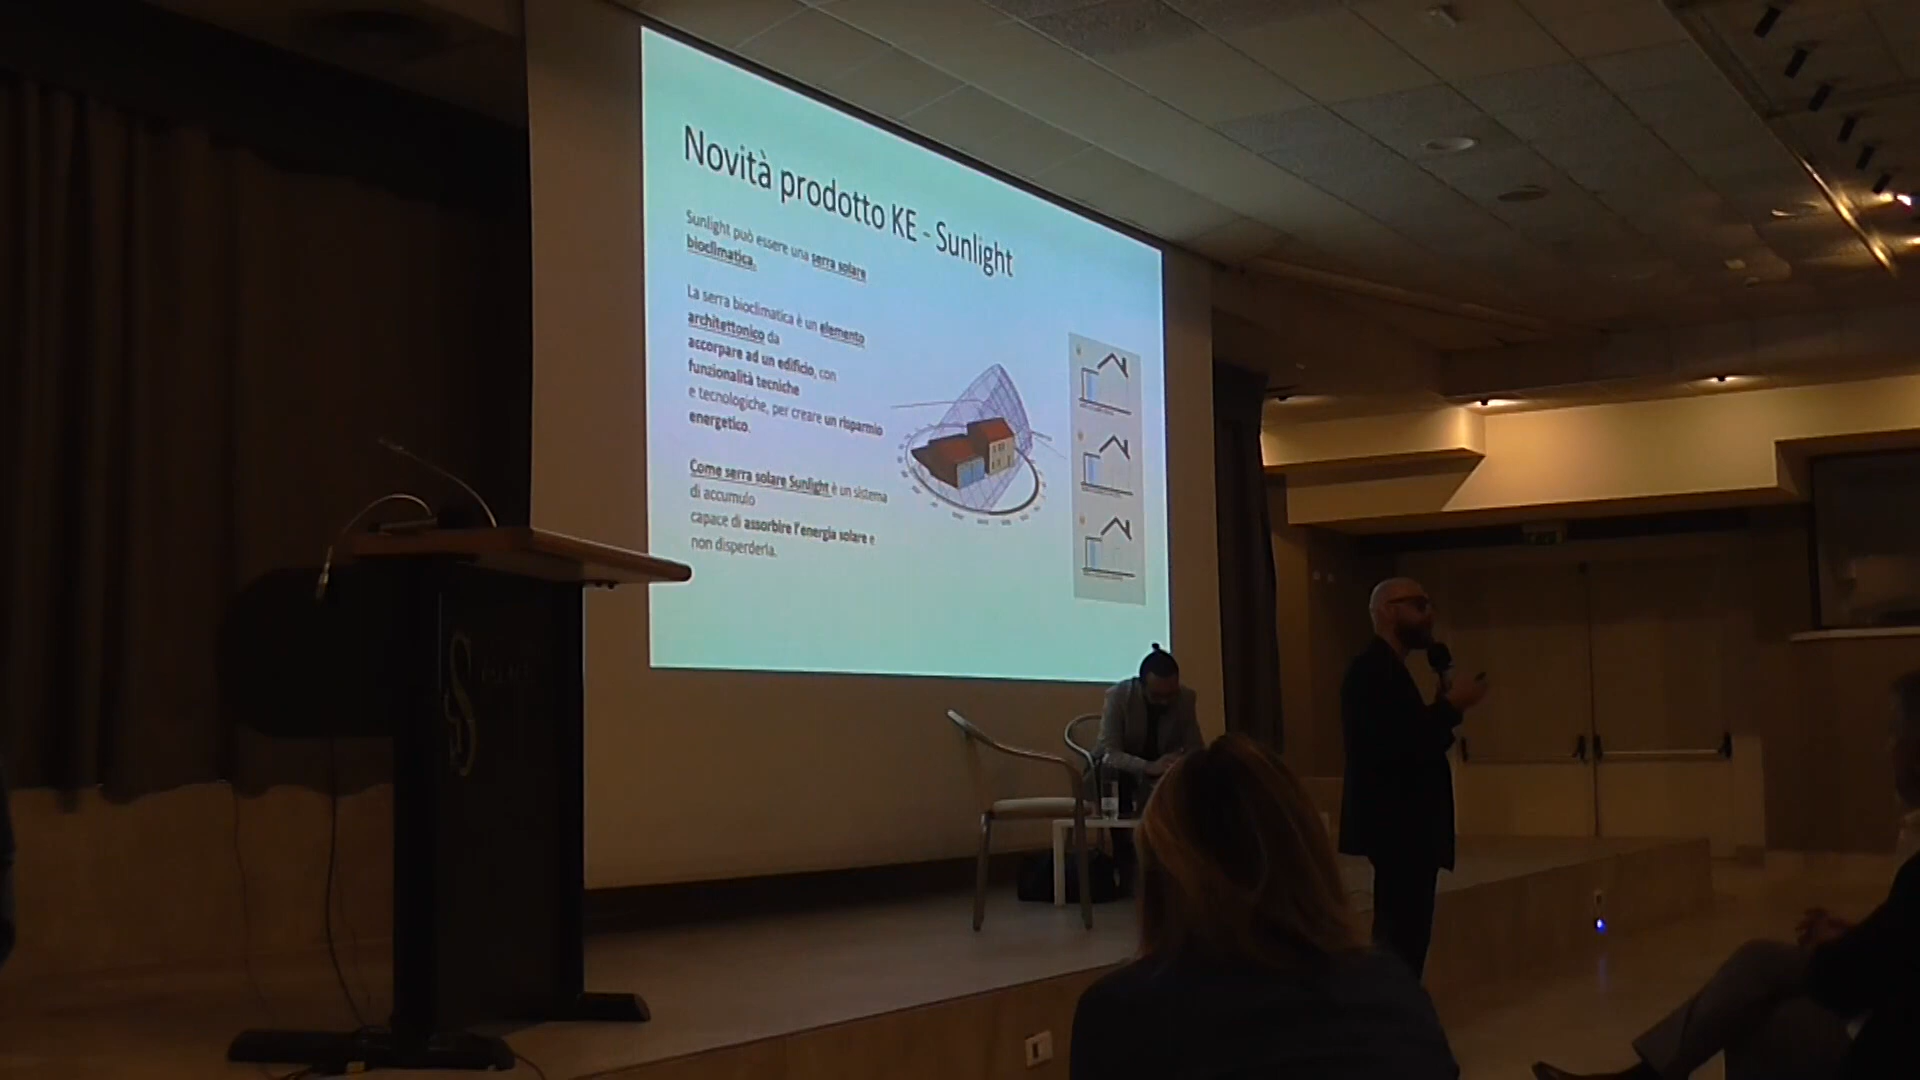 Novità prodotto KE - Sunlight
Sunlight può essere una serra solare
bioclimatica.
La serra bioclimatica è un elemento
architettonico da
accorpare ad un edificio, con
funzionalità tecniche
e tecnologiche, per creare un risparmio
energetico.
Come serra solare Sunlight è un sistema
di accumulo
capace di assorbire l'energia solare e
non disperderla.